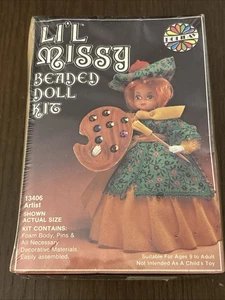 LI'L
MISSY
BEADED
DOLL
KIT
13406
Artist
SHOWN
ACTUAL SIZE
KIT CONTAINS:
Foam Body, Pins &
All Necessary
Decorative Materials
Easily assembled.
Suitable For Ages 9 to Adult
Not Intended As A Child's Toy